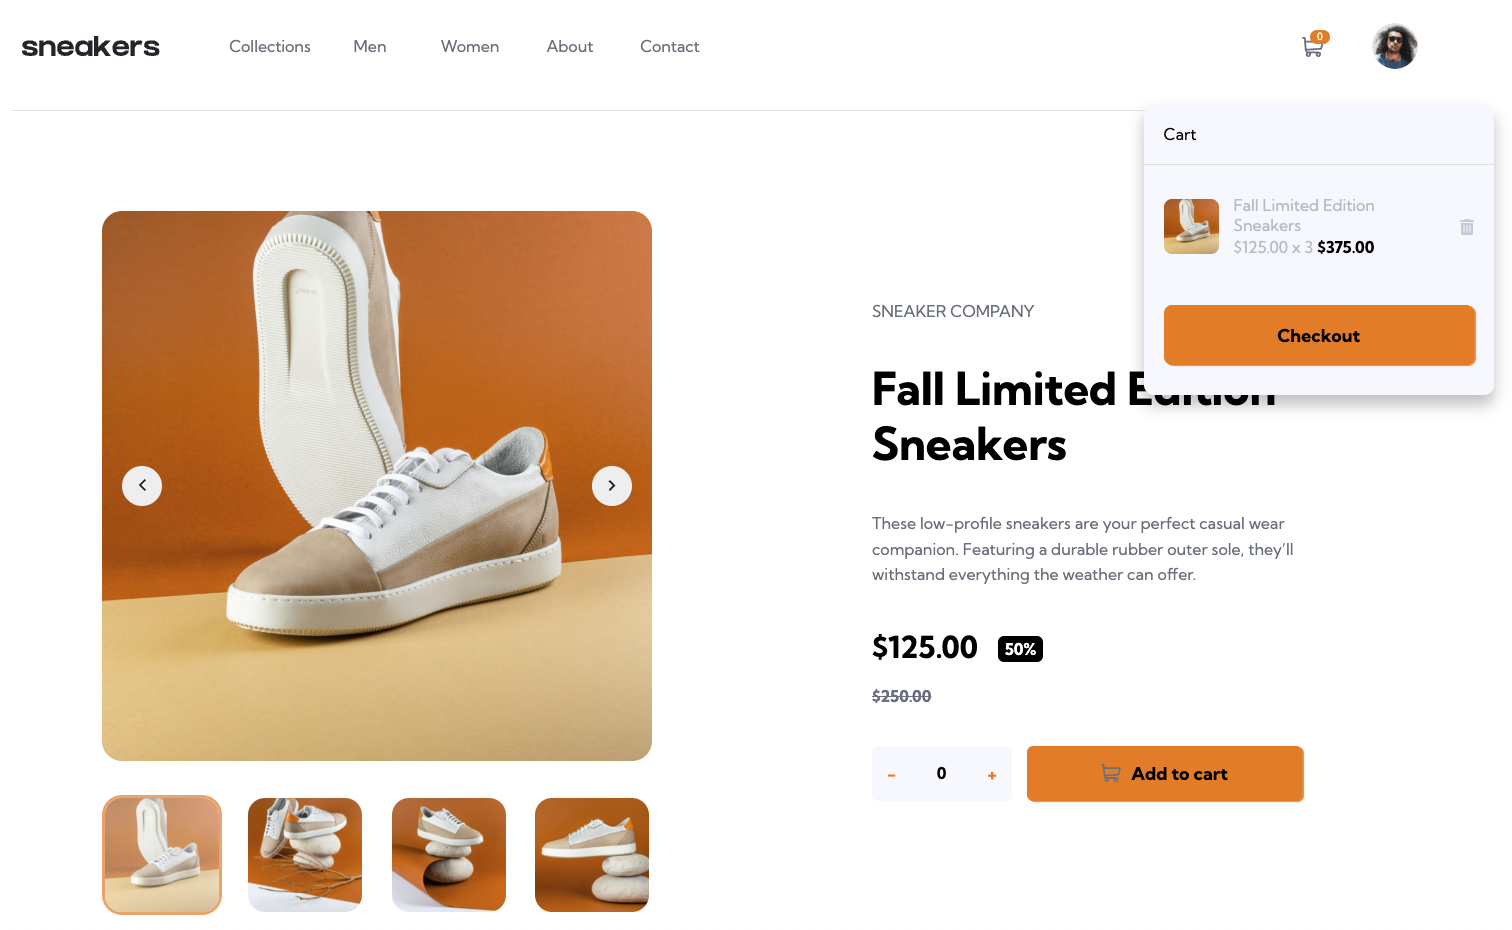 sneakers
Collections Men Women About Contact
0
Cart
Fall Limited Edition
Sneakers
$125.00 x 3 $375.00
Checkout
SNEAKER COMPANY
Fall Limited Edition
Sneakers
These low-profile sneakers are your perfect casual wear
companion. Featuring a durable rubber outer sole, they'll
withstand everything the weather can offer.
$125.00 50%
$250.00
- 0 + Add to cart